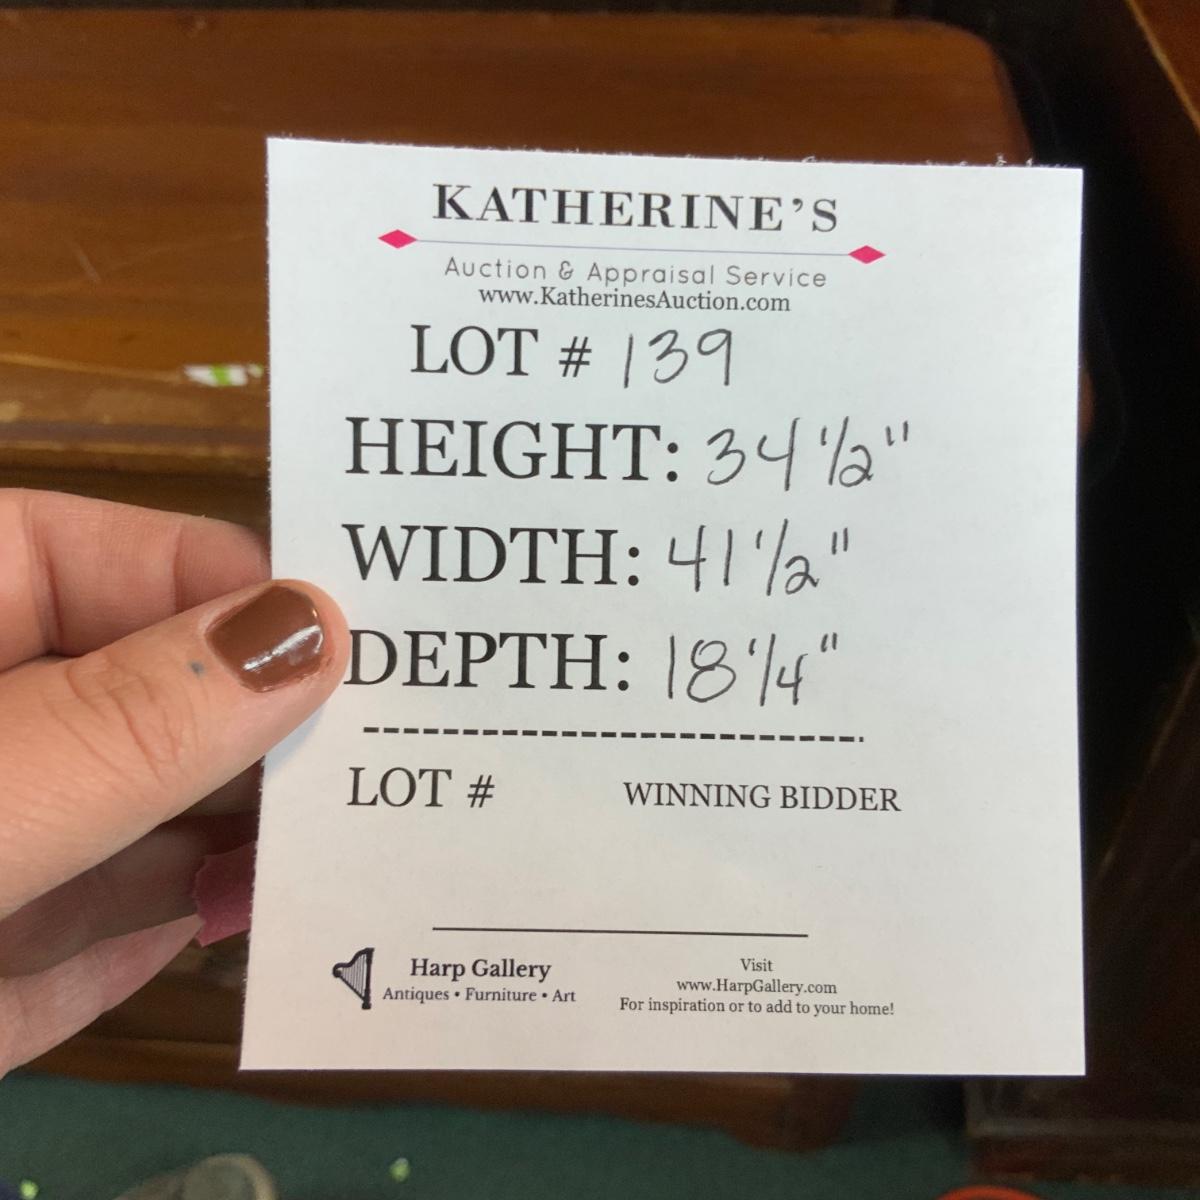 KATHERINE'S
Auction & Appraisal Service
www.KatherinesAuction.com
LOT # 139
HEIGHT: 34 1/2"
WIDTH: 41 1/2"
DEPTH: 18 1/4"
LOT # WINNING BIDDER
Harp Gallery
Antiques • Furniture • Art
Visit
www.HarpGallery.com
For inspiration or to add to your home!